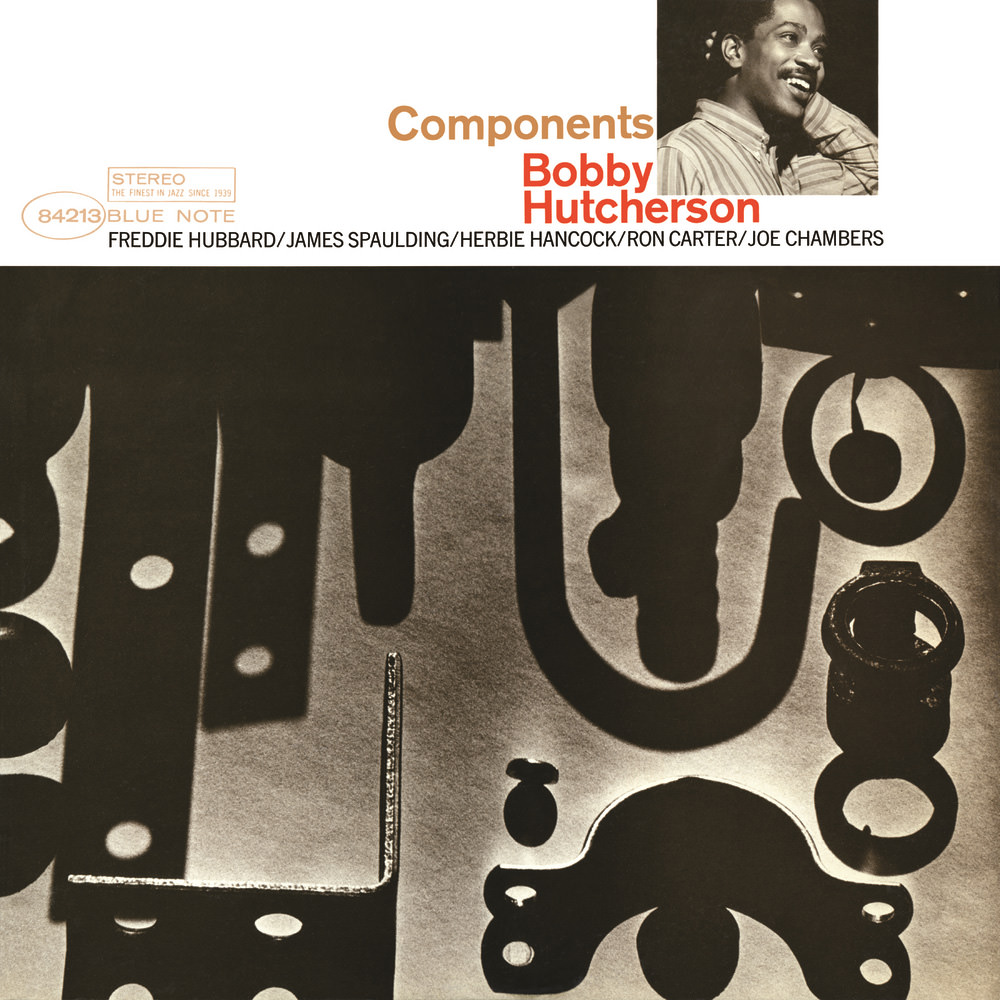 Components
Bobby
Hutcherson
STEREO
THE FINEST IN JAZZ SINCE 1939
84213 BLUE NOTE
FREDDIE HUBBARD/JAMES SPAULDING/HERBIE HANCOCK/RON CARTER/JOE CHAMBERS